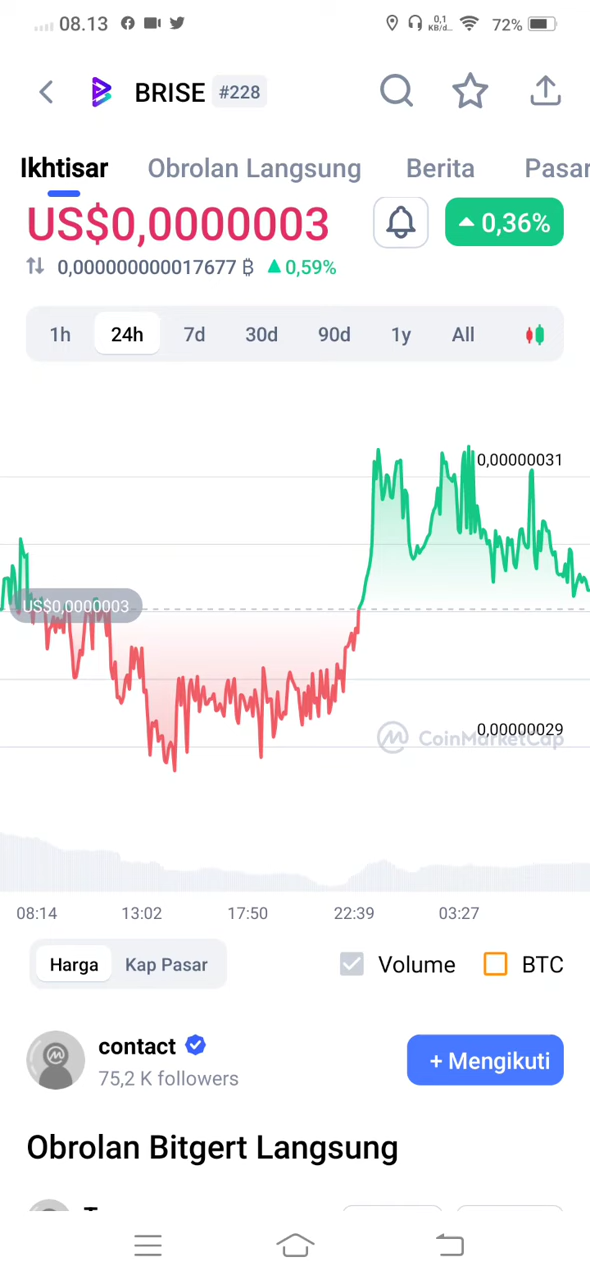 08.13 0,1 KB/d... 72%
BRISE #228
Ikhtisar Obrolan Langsung Berita Pasar
US$0,0000003 0,36%
0,000000000017677 ₿ 0,59%
1h 24h 7d 30d 90d 1y All
0,00000031
US$0,0000003
0,00000029
CoinMarketCap
08:14 13:02 17:50 22:39 03:27
Harga Kap Pasar Volume BTC
contact
75,2 K followers
+ Mengikuti
Obrolan Bitgert Langsung